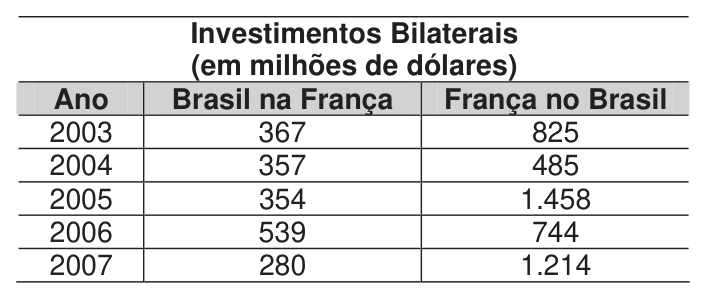 Investimentos Bilaterais
(em milhões de dólares)
Ano Brasil na França França no Brasil
2003 367 825
2004 357 485
2005 354 1.458
2006 539 744
2007 280 1.214